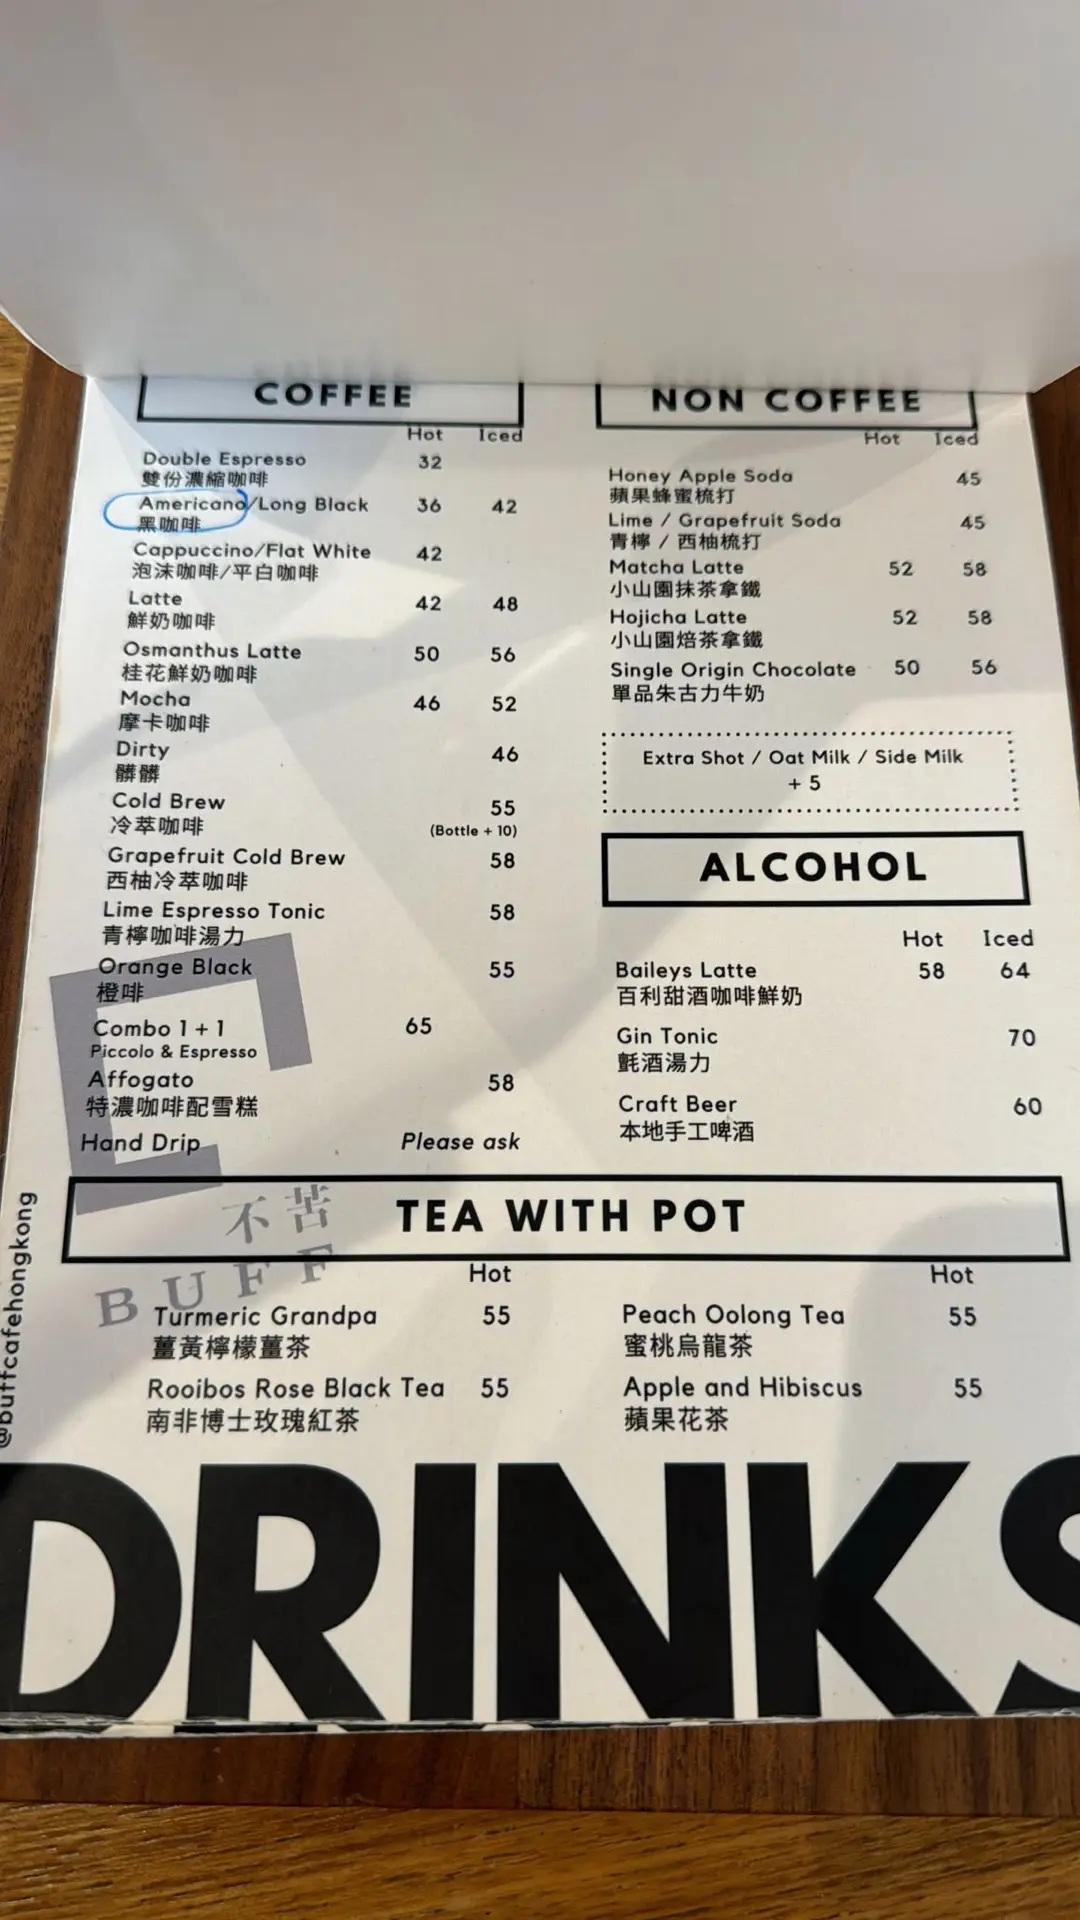 COFFEE
Hot Iced
Double Espresso 32
雙份濃縮咖啡
Americano/Long Black 36 42
黑咖啡
Cappuccino/Flat White 42
泡沫咖啡/平白咖啡
Latte 42 48
鮮奶咖啡
Osmanthus Latte 50 56
桂花鮮奶咖啡
Mocha 46 52
摩卡咖啡
Dirty 46
髒髒
Cold Brew 55
冷萃咖啡 (Bottle + 10)
Grapefruit Cold Brew 58
西柚冷萃咖啡
Lime Espresso Tonic 58
青檸咖啡湯力
Orange Black 55
橙啡
Combo 1 + 1 65
Piccolo & Espresso
Affogato 58
特濃咖啡配雪糕
Hand Drip Please ask
NON COFFEE
Hot Iced
Honey Apple Soda 45
蘋果蜂蜜梳打
Lime / Grapefruit Soda 45
青檸 / 西柚梳打
Matcha Latte 52 58
小山園抹茶拿鐵
Hojicha Latte 52 58
小山園焙茶拿鐵
Single Origin Chocolate 50 56
單品朱古力牛奶
Extra Shot / Oat Milk / Side Milk
+ 5
ALCOHOL
Hot Iced
Baileys Latte 58 64
百利甜酒咖啡鮮奶
Gin Tonic 70
氈酒湯力
Craft Beer 60
本地手工啤酒
不苦
BUFF
TEA WITH POT
Hot Hot
Turmeric Grandpa 55 Peach Oolong Tea 55
薑黃檸檬薑茶 蜜桃烏龍茶
Rooibos Rose Black Tea 55 Apple and Hibiscus 55
南非博士玫瑰紅茶 蘋果花茶
@buffcafehongkong
DRINKS